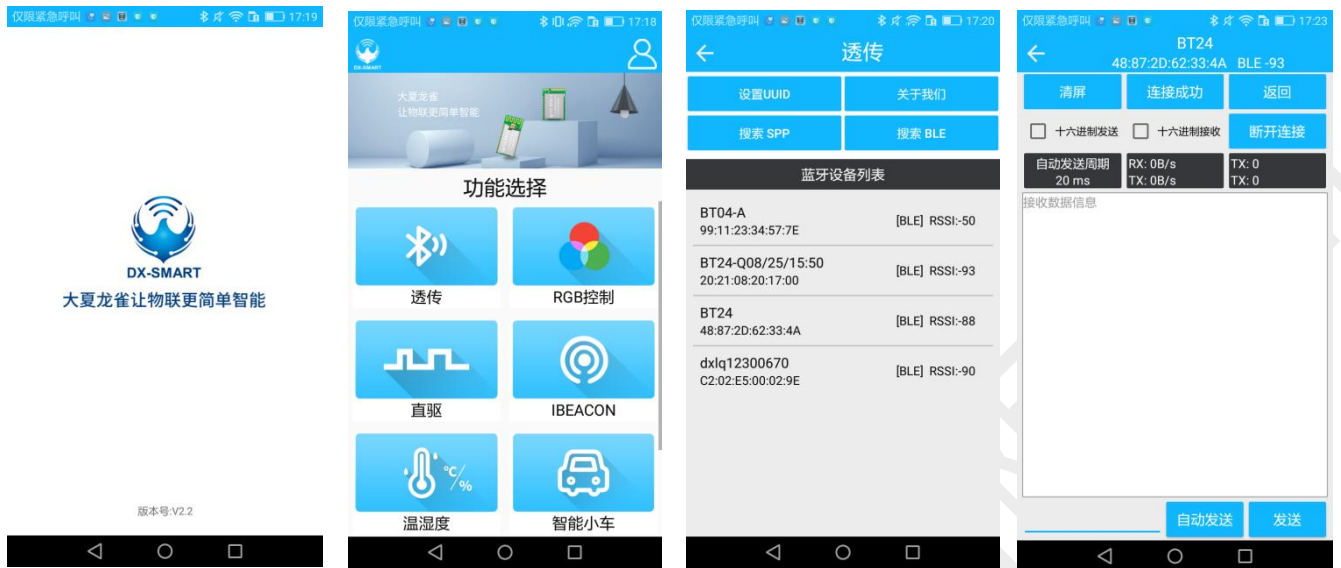 仅限紧急呼叫
17:19
DX-SMART
大夏龙雀让物联更简单智能
版本号:V2.2
仅限紧急呼叫
17:18
DX-SMART
大夏龙雀
让物联更简单智能
功能选择
透传
RGB控制
直驱
IBEACON
℃/%
温湿度
智能小车
仅限紧急呼叫
17:20
透传
设置UUID
关于我们
搜索 SPP
搜索 BLE
蓝牙设备列表
BT04-A
99:11:23:34:57:7E
[BLE] RSSI:-50
BT24-Q08/25/15:50
20:21:08:20:17:00
[BLE] RSSI:-93
BT24
48:87:2D:62:33:4A
[BLE] RSSI:-88
dxlq12300670
C2:02:E5:00:02:9E
[BLE] RSSI:-90
仅限紧急呼叫
17:23
BT24
48:87:2D:62:33:4A BLE -93
清屏
连接成功
返回
十六进制发送
十六进制接收
断开连接
自动发送周期
20 ms
RX: 0B/s
TX: 0B/s
TX: 0
TX: 0
接收数据信息
自动发送
发送